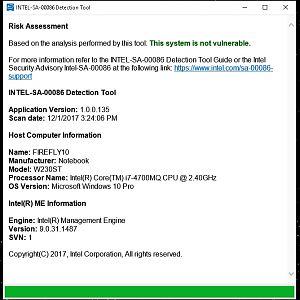 INTEL-SA-00086 Detection Tool
Risk Assessment
Based on the analysis performed by this tool: This system is not vulnerable.
For more information refer to the INTEL-SA-00086 Detection Tool Guide or the Intel
Security Advisory Intel-SA-00086 at the following link: https://www.intel.com/sa-00086-
support
INTEL-SA-00086 Detection Tool
Application Version: 1.0.0.135
Scan date: 12/1/2017 3:24:06 PM
Host Computer Information
Name: FIREFLY10
Manufacturer: Notebook
Model: W230ST
Processor Name: Intel(R) Core(TM) i7-4700MQ CPU @ 2.40GHz
OS Version: Microsoft Windows 10 Pro
Intel(R) ME Information
Engine: Intel(R) Management Engine
Version: 9.0.31.1487
SVN: 1
Copyright(C) 2017, Intel Corporation, All rights reserved.